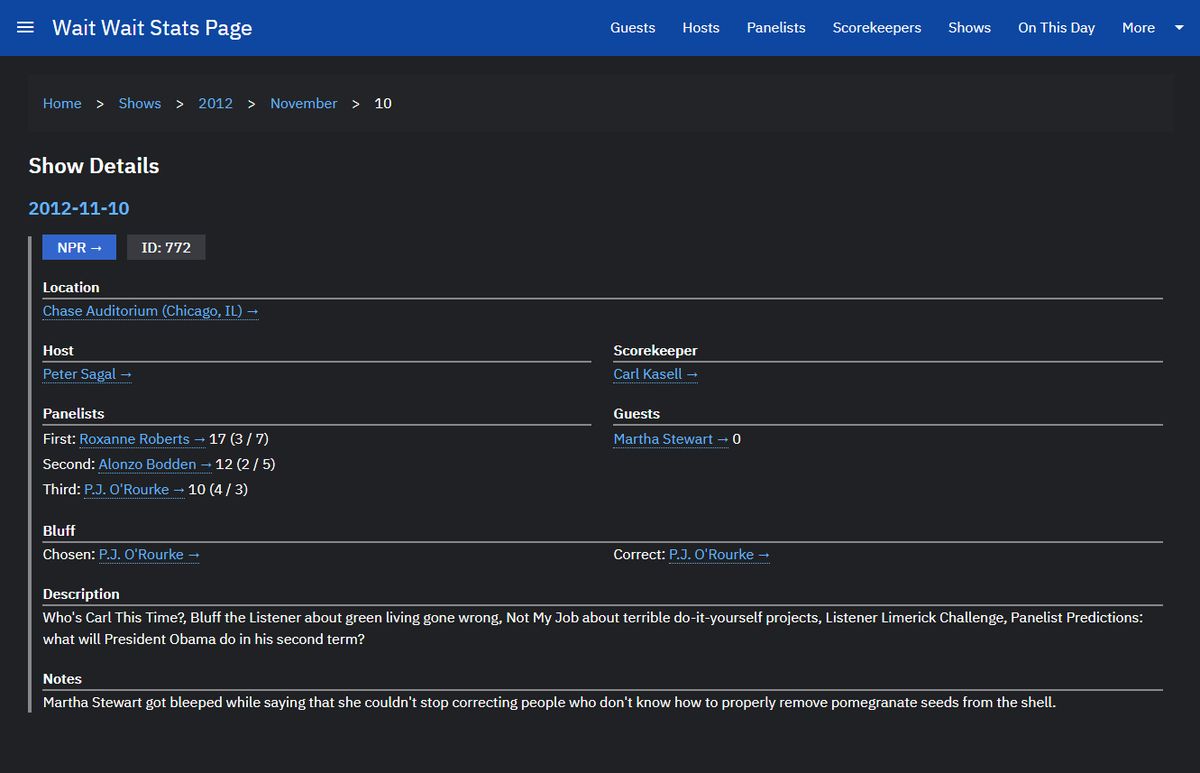 Wait Wait Stats Page
Guests Hosts Panelists Scorekeepers Shows On This Day More
Home > Shows > 2012 > November > 10
Show Details
2012-11-10
NPR → ID: 772
Location
Chase Auditorium (Chicago, IL) →
Host
Peter Sagal →
Scorekeeper
Carl Kasell →
Panelists
First: Roxanne Roberts → 17 (3 / 7)
Second: Alonzo Bodden → 12 (2 / 5)
Third: P.J. O'Rourke → 10 (4 / 3)
Guests
Martha Stewart → 0
Bluff
Chosen: P.J. O'Rourke →
Correct: P.J. O'Rourke →
Description
Who's Carl This Time?, Bluff the Listener about green living gone wrong, Not My Job about terrible do-it-yourself projects, Listener Limerick Challenge, Panelist Predictions:
what will President Obama do in his second term?
Notes
Martha Stewart got bleeped while saying that she couldn't stop correcting people who don't know how to properly remove pomegranate seeds from the shell.